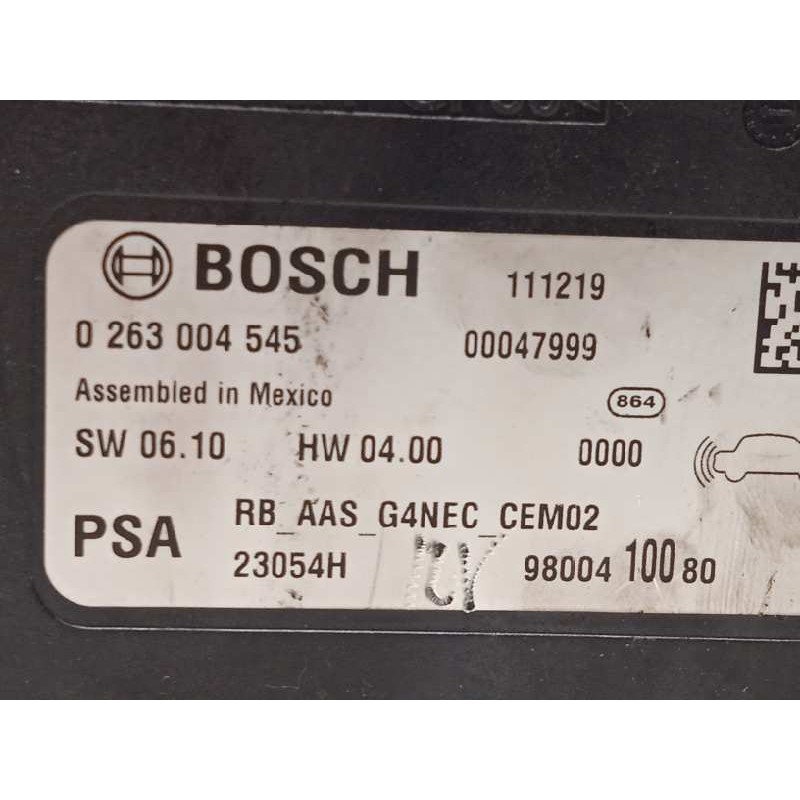 BOSCH 111219
0 263 004 545 00047999
Assembled in Mexico 864
SW 06.10 HW 04.00 0000
PSA RB_AAS_G4NEC_CEM02
23054H 98004 100 80